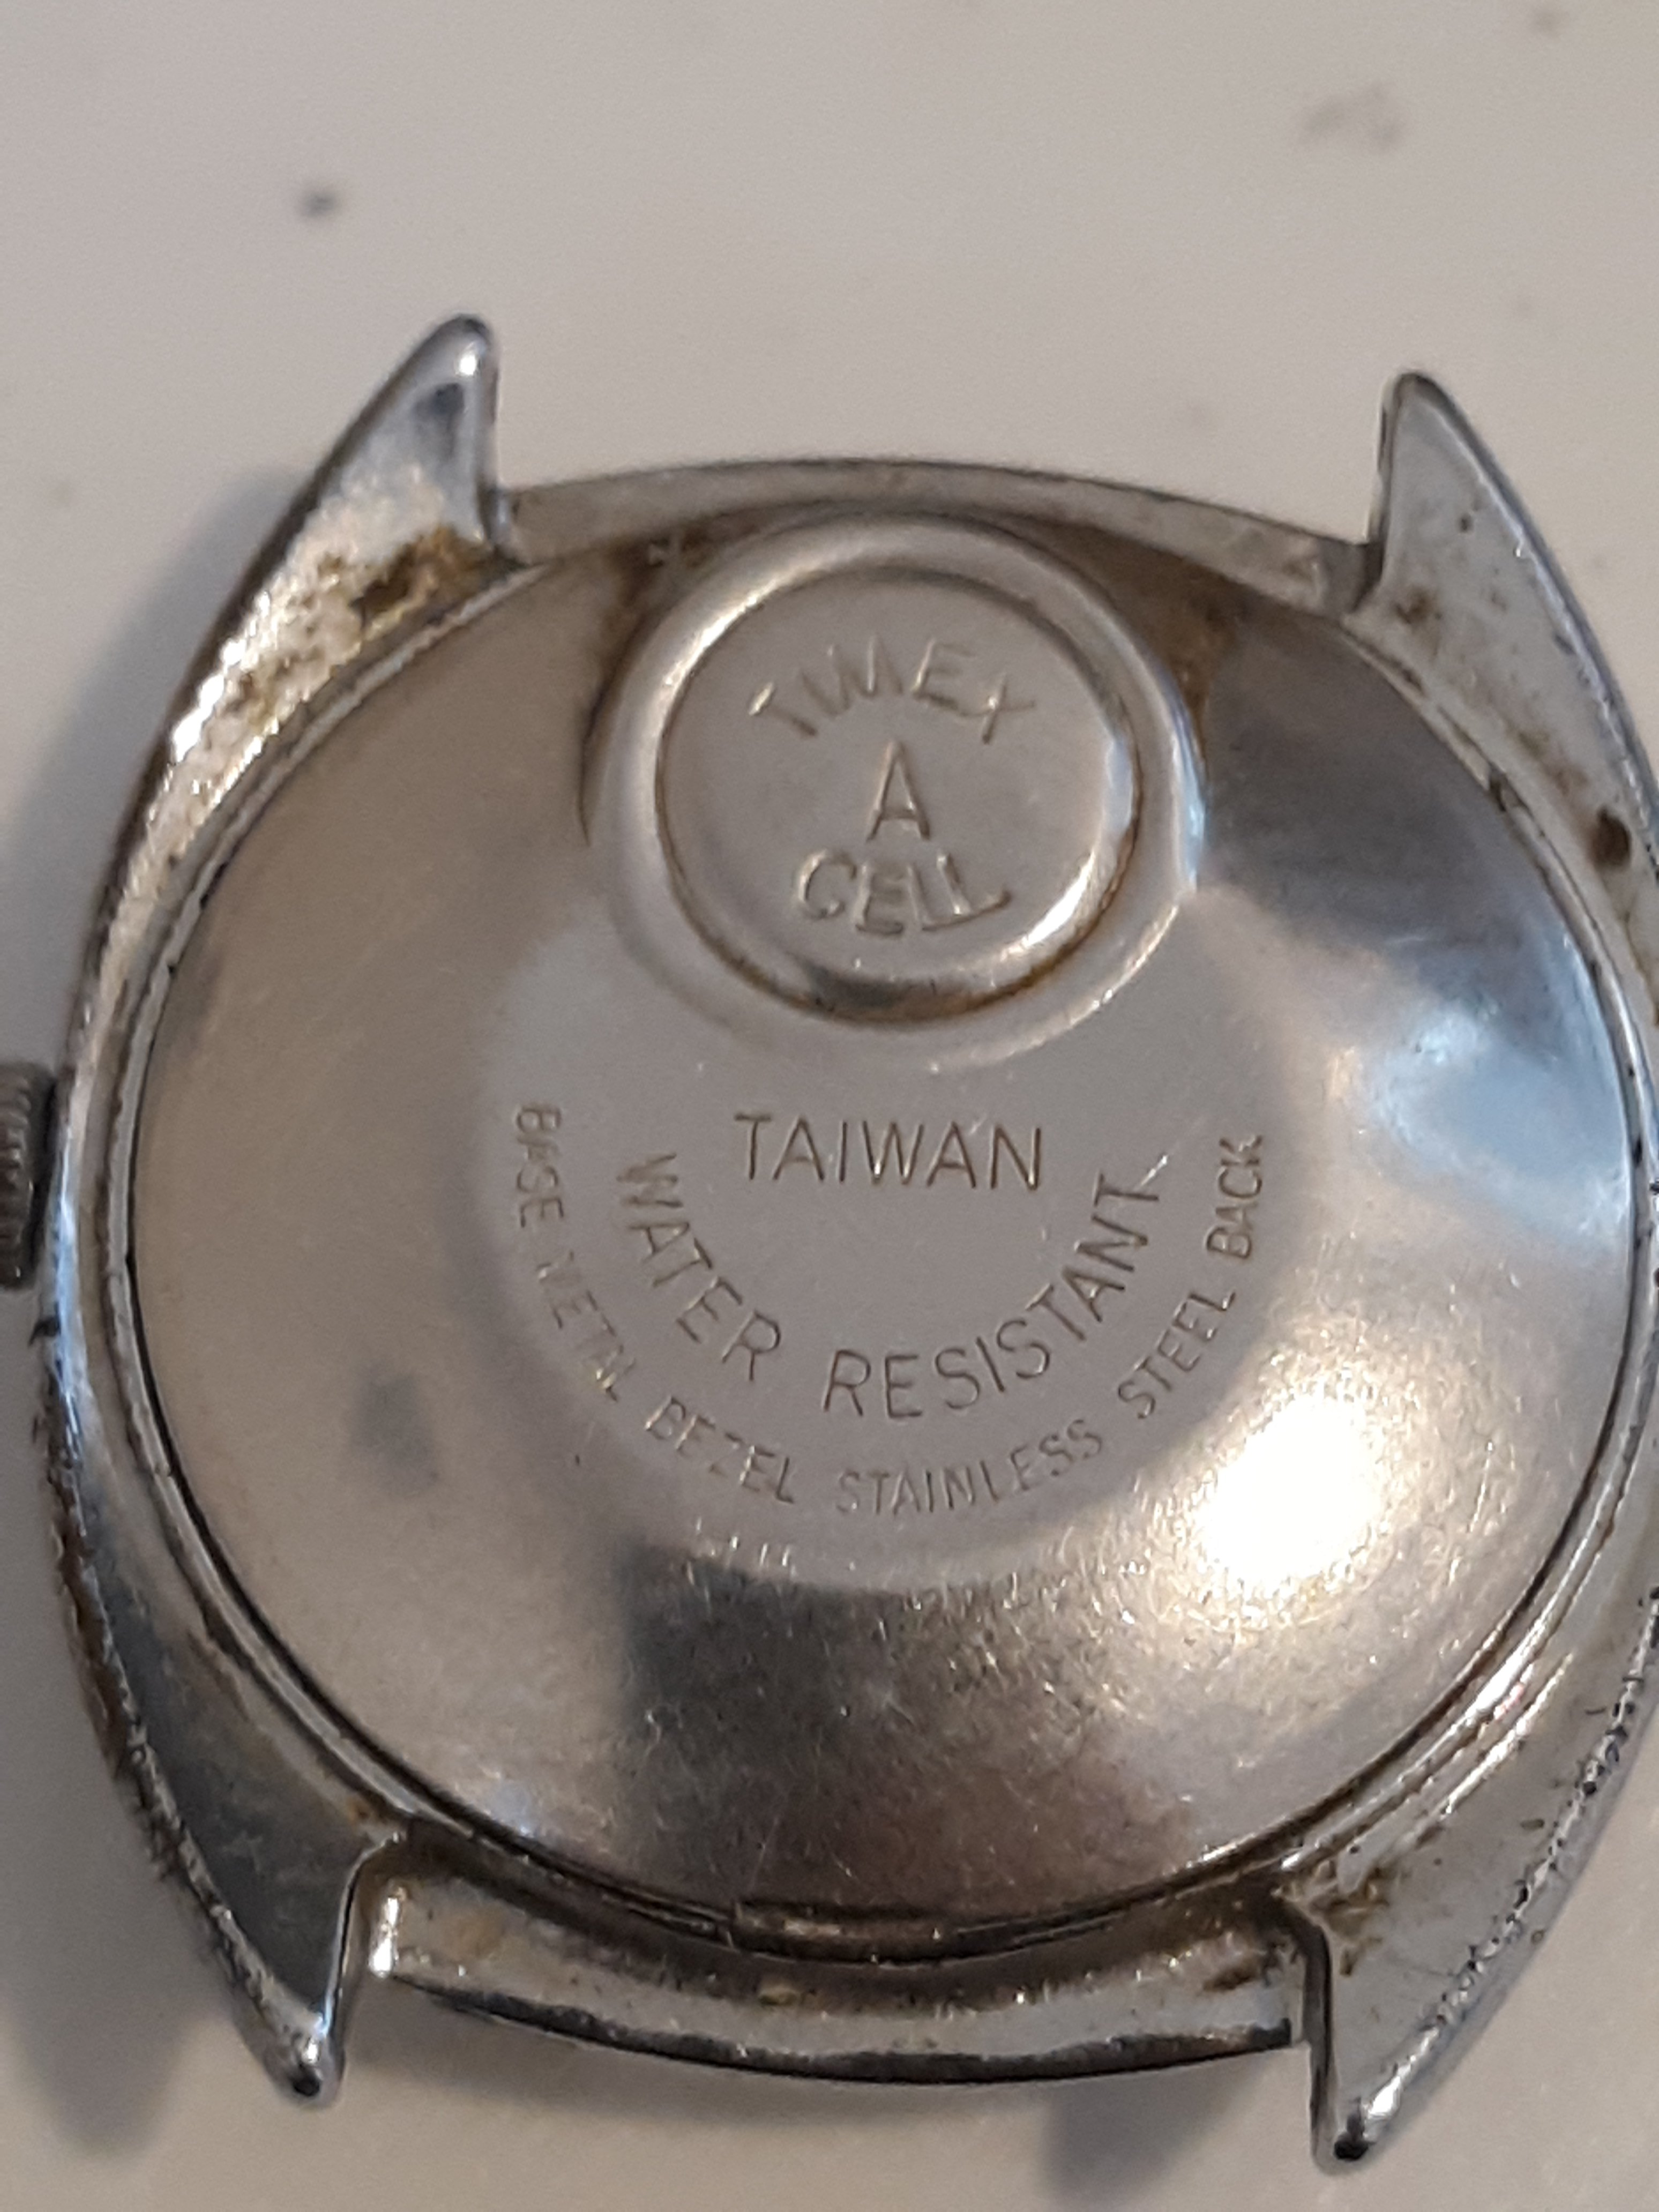 TIMEX
A
CELL
TAIWAN
WATER RESISTANT
BASE METAL BEZEL STAINLESS STEEL BACK